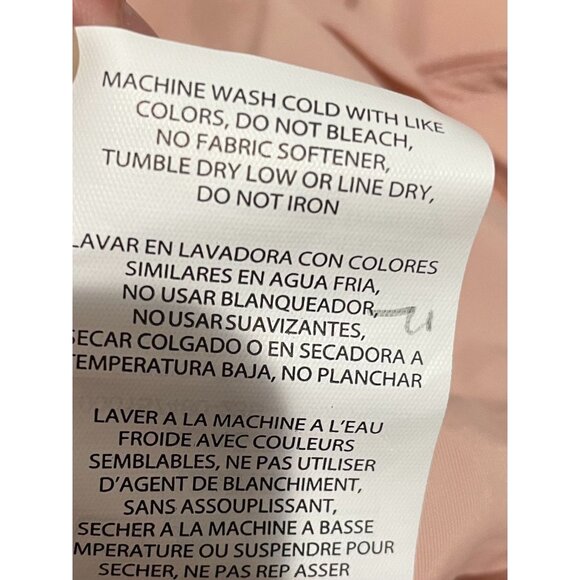 MACHINE WASH COLD WITH LIKE
COLORS, DO NOT BLEACH,
NO FABRIC SOFTENER,
TUMBLE DRY LOW OR LINE DRY,
DO NOT IRON
LAVAR EN LAVADORA CON COLORES
SIMILARES EN AGUA FRIA,
NO USAR BLANQUEADOR,
NO USAR SUAVIZANTES,
SECAR COLGADO O EN SECADORA A
TEMPERATURA BAJA, NO PLANCHAR
LAVER A LA MACHINE A L'EAU
FROIDE AVEC COULEURS
SEMBLABLES, NE PAS UTILISER
D'AGENT DE BLANCHIMENT,
SANS ASSOUPLISSANT,
SECHER A LA MACHINE A BASSE
MPERATURE OU SUSPENDRE POUR
SECHER, NE PAS REP ASSER